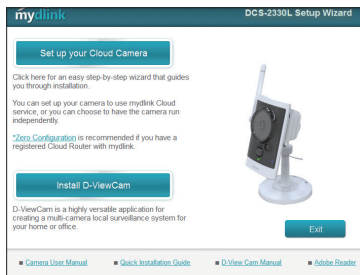 mydlink
DCS-2330L Setup Wizard
Set up your Cloud Camera
Click here for an easy step-by-step wizard that guides
you through installation.
You can set up your camera to use mydlink Cloud
service, or you can choose to have the camera run
independently.
*Zero Configuration is recommended if you have a
registered Cloud Router with mydlink.
Install D-ViewCam
D-ViewCam is a highly versatile application for
creating a multi-camera local surveillance system for
your home or office.
Exit
Camera User Manual
Quick Installation Guide
D-View Cam Manual
Adobe Reader